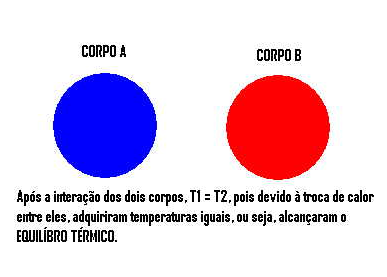 CORPO A
CORPO B
Após a interação dos dois corpos, T1 = T2, pois devido à troca de calor
entre eles, adquiriram temperaturas iguais, ou seja, alcançaram o
EQUILÍBRO TÉRMICO.